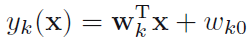 y_k(𝐱) = 𝐰_k^T 𝐱 + w_{k0}